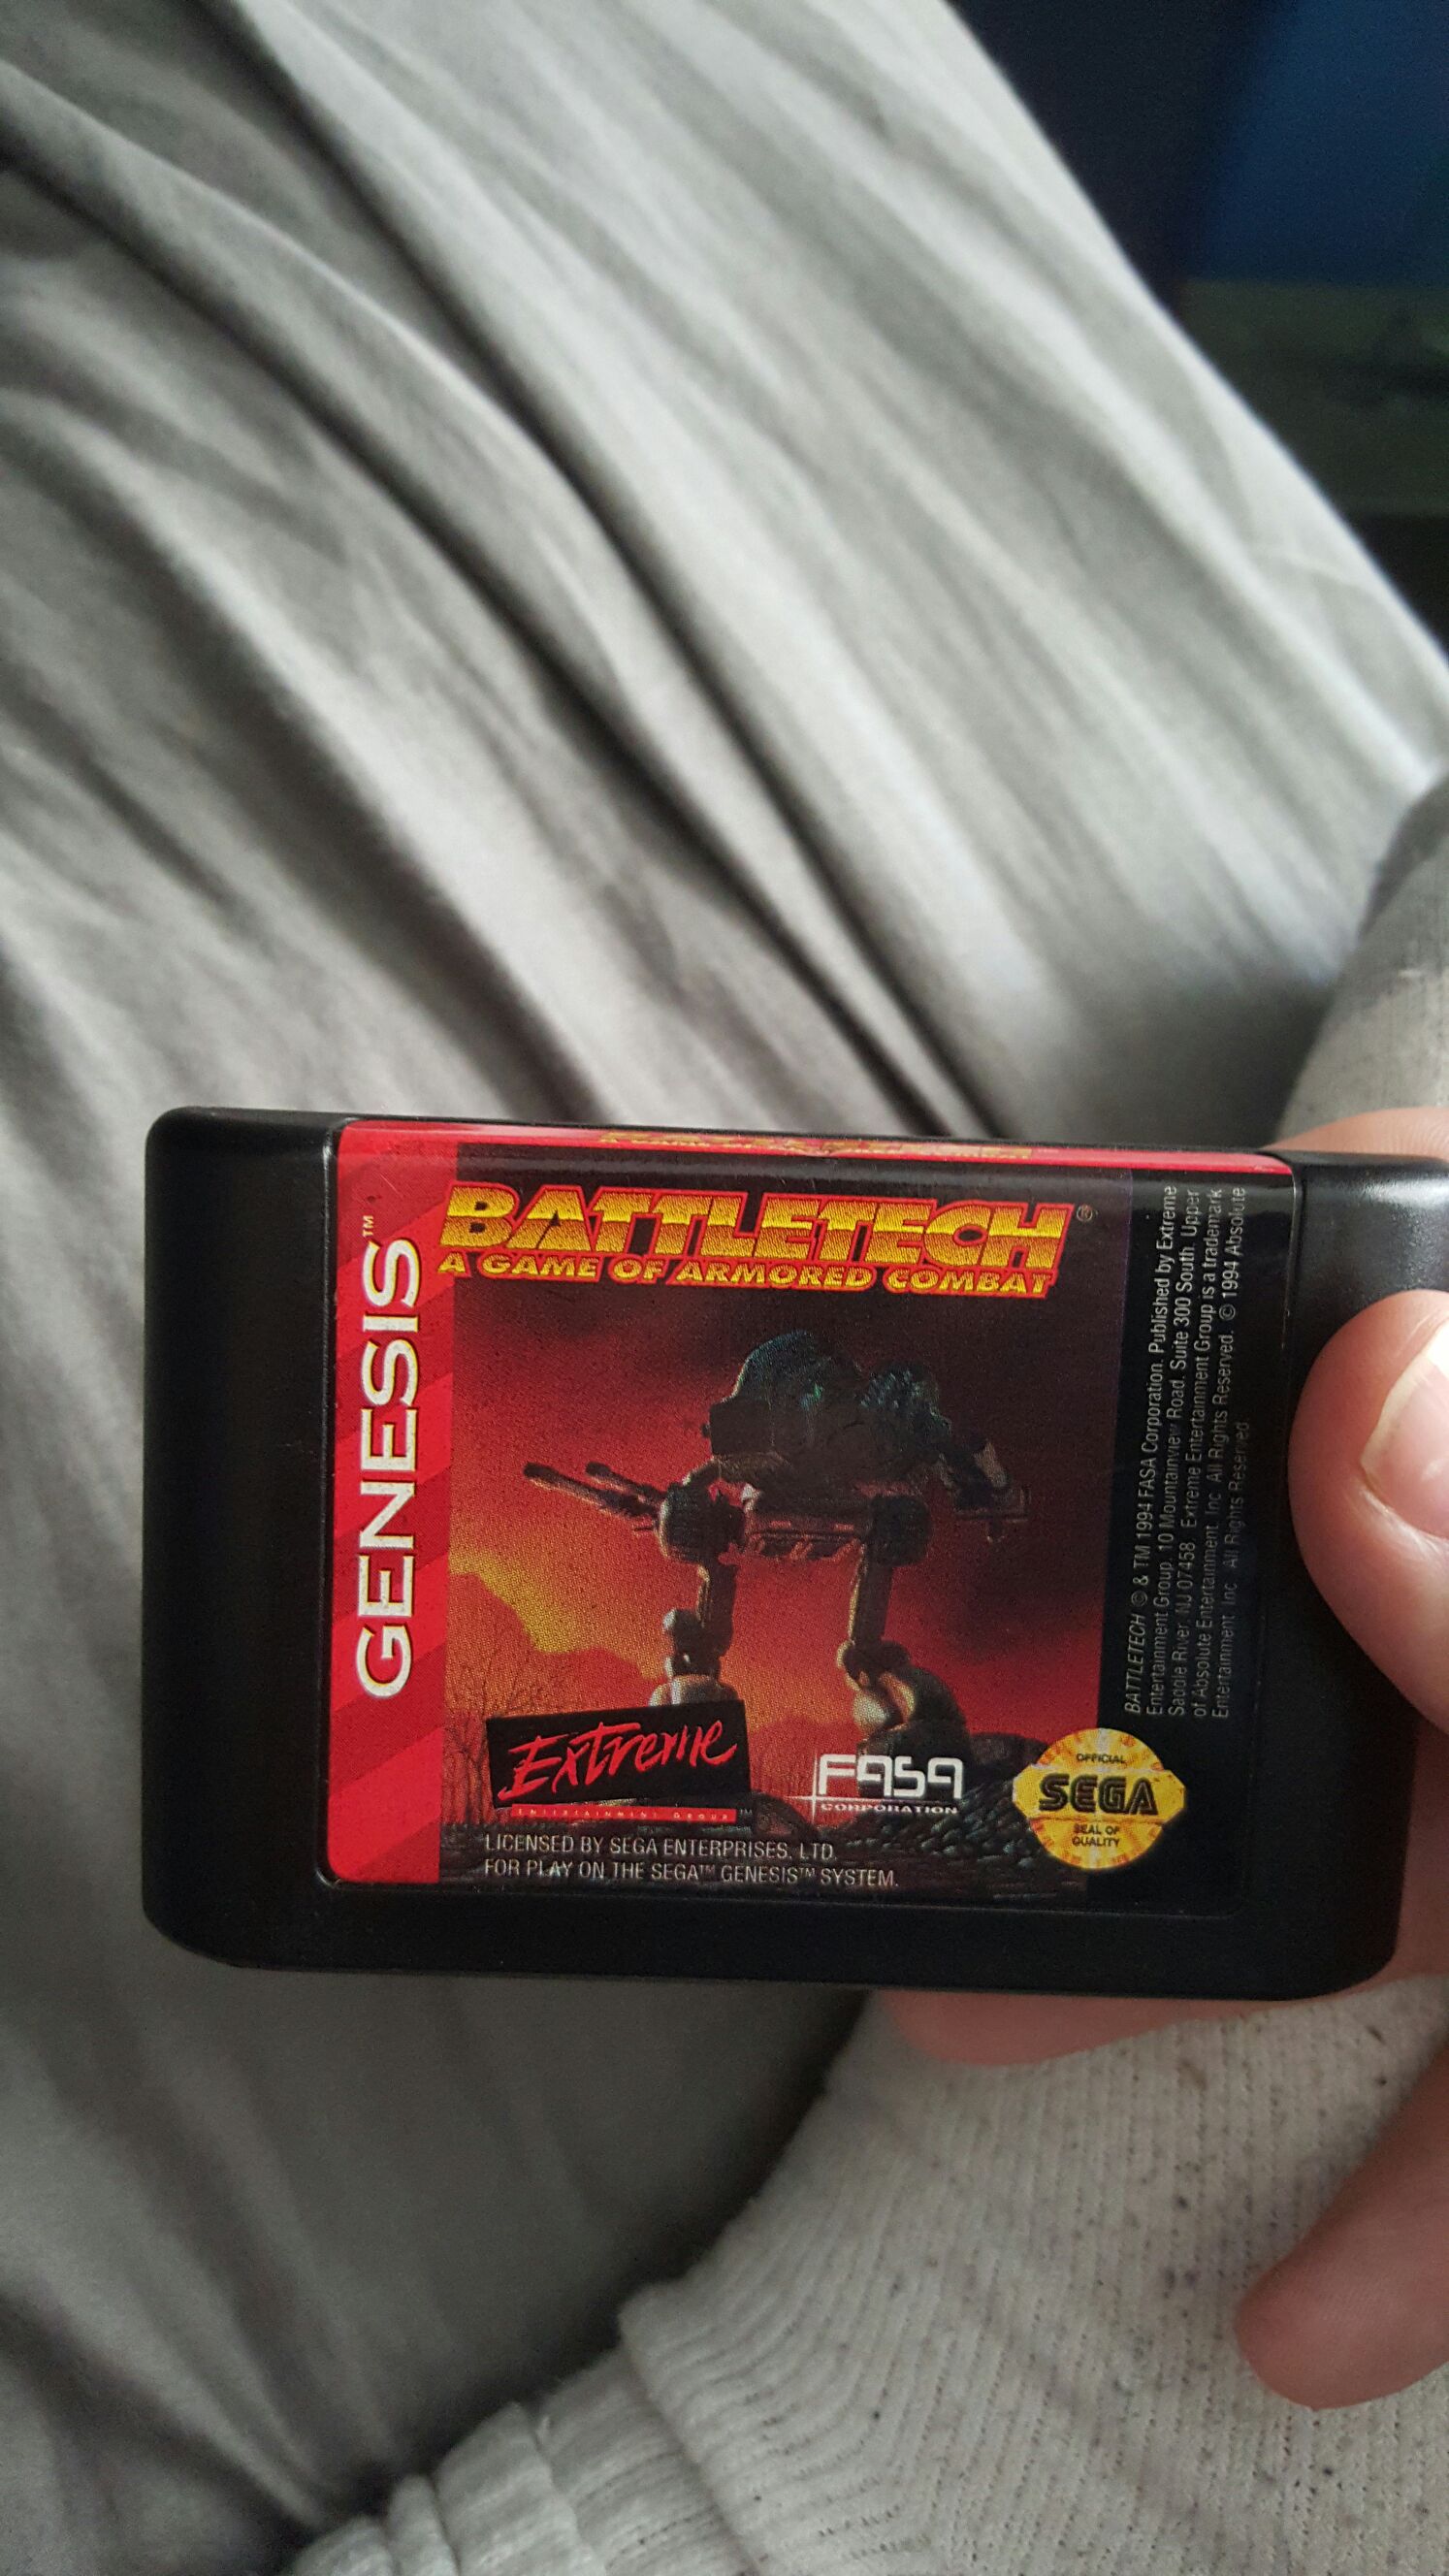 GENESIS™
BATTLETECH®
A GAME OF ARMORED COMBAT
Extreme
ENTERTAINMENT GROUP™
FASA
CORPORATION
OFFICIAL
SEGA™
SEAL OF
QUALITY
LICENSED BY SEGA ENTERPRISES, LTD.
FOR PLAY ON THE SEGA™ GENESIS™ SYSTEM.
BATTLETECH © & TM 1994 FASA Corporation. Published by Extreme
Entertainment Group. 10 Mountainview Road. Suite 300 South. Upper
Saddle River, NJ 07458 Extreme Entertainment Group is a trademark
of Absolute Entertainment, Inc. All Rights Reserved. © 1994 Absolute
Entertainment. Inc. All Rights Reserved